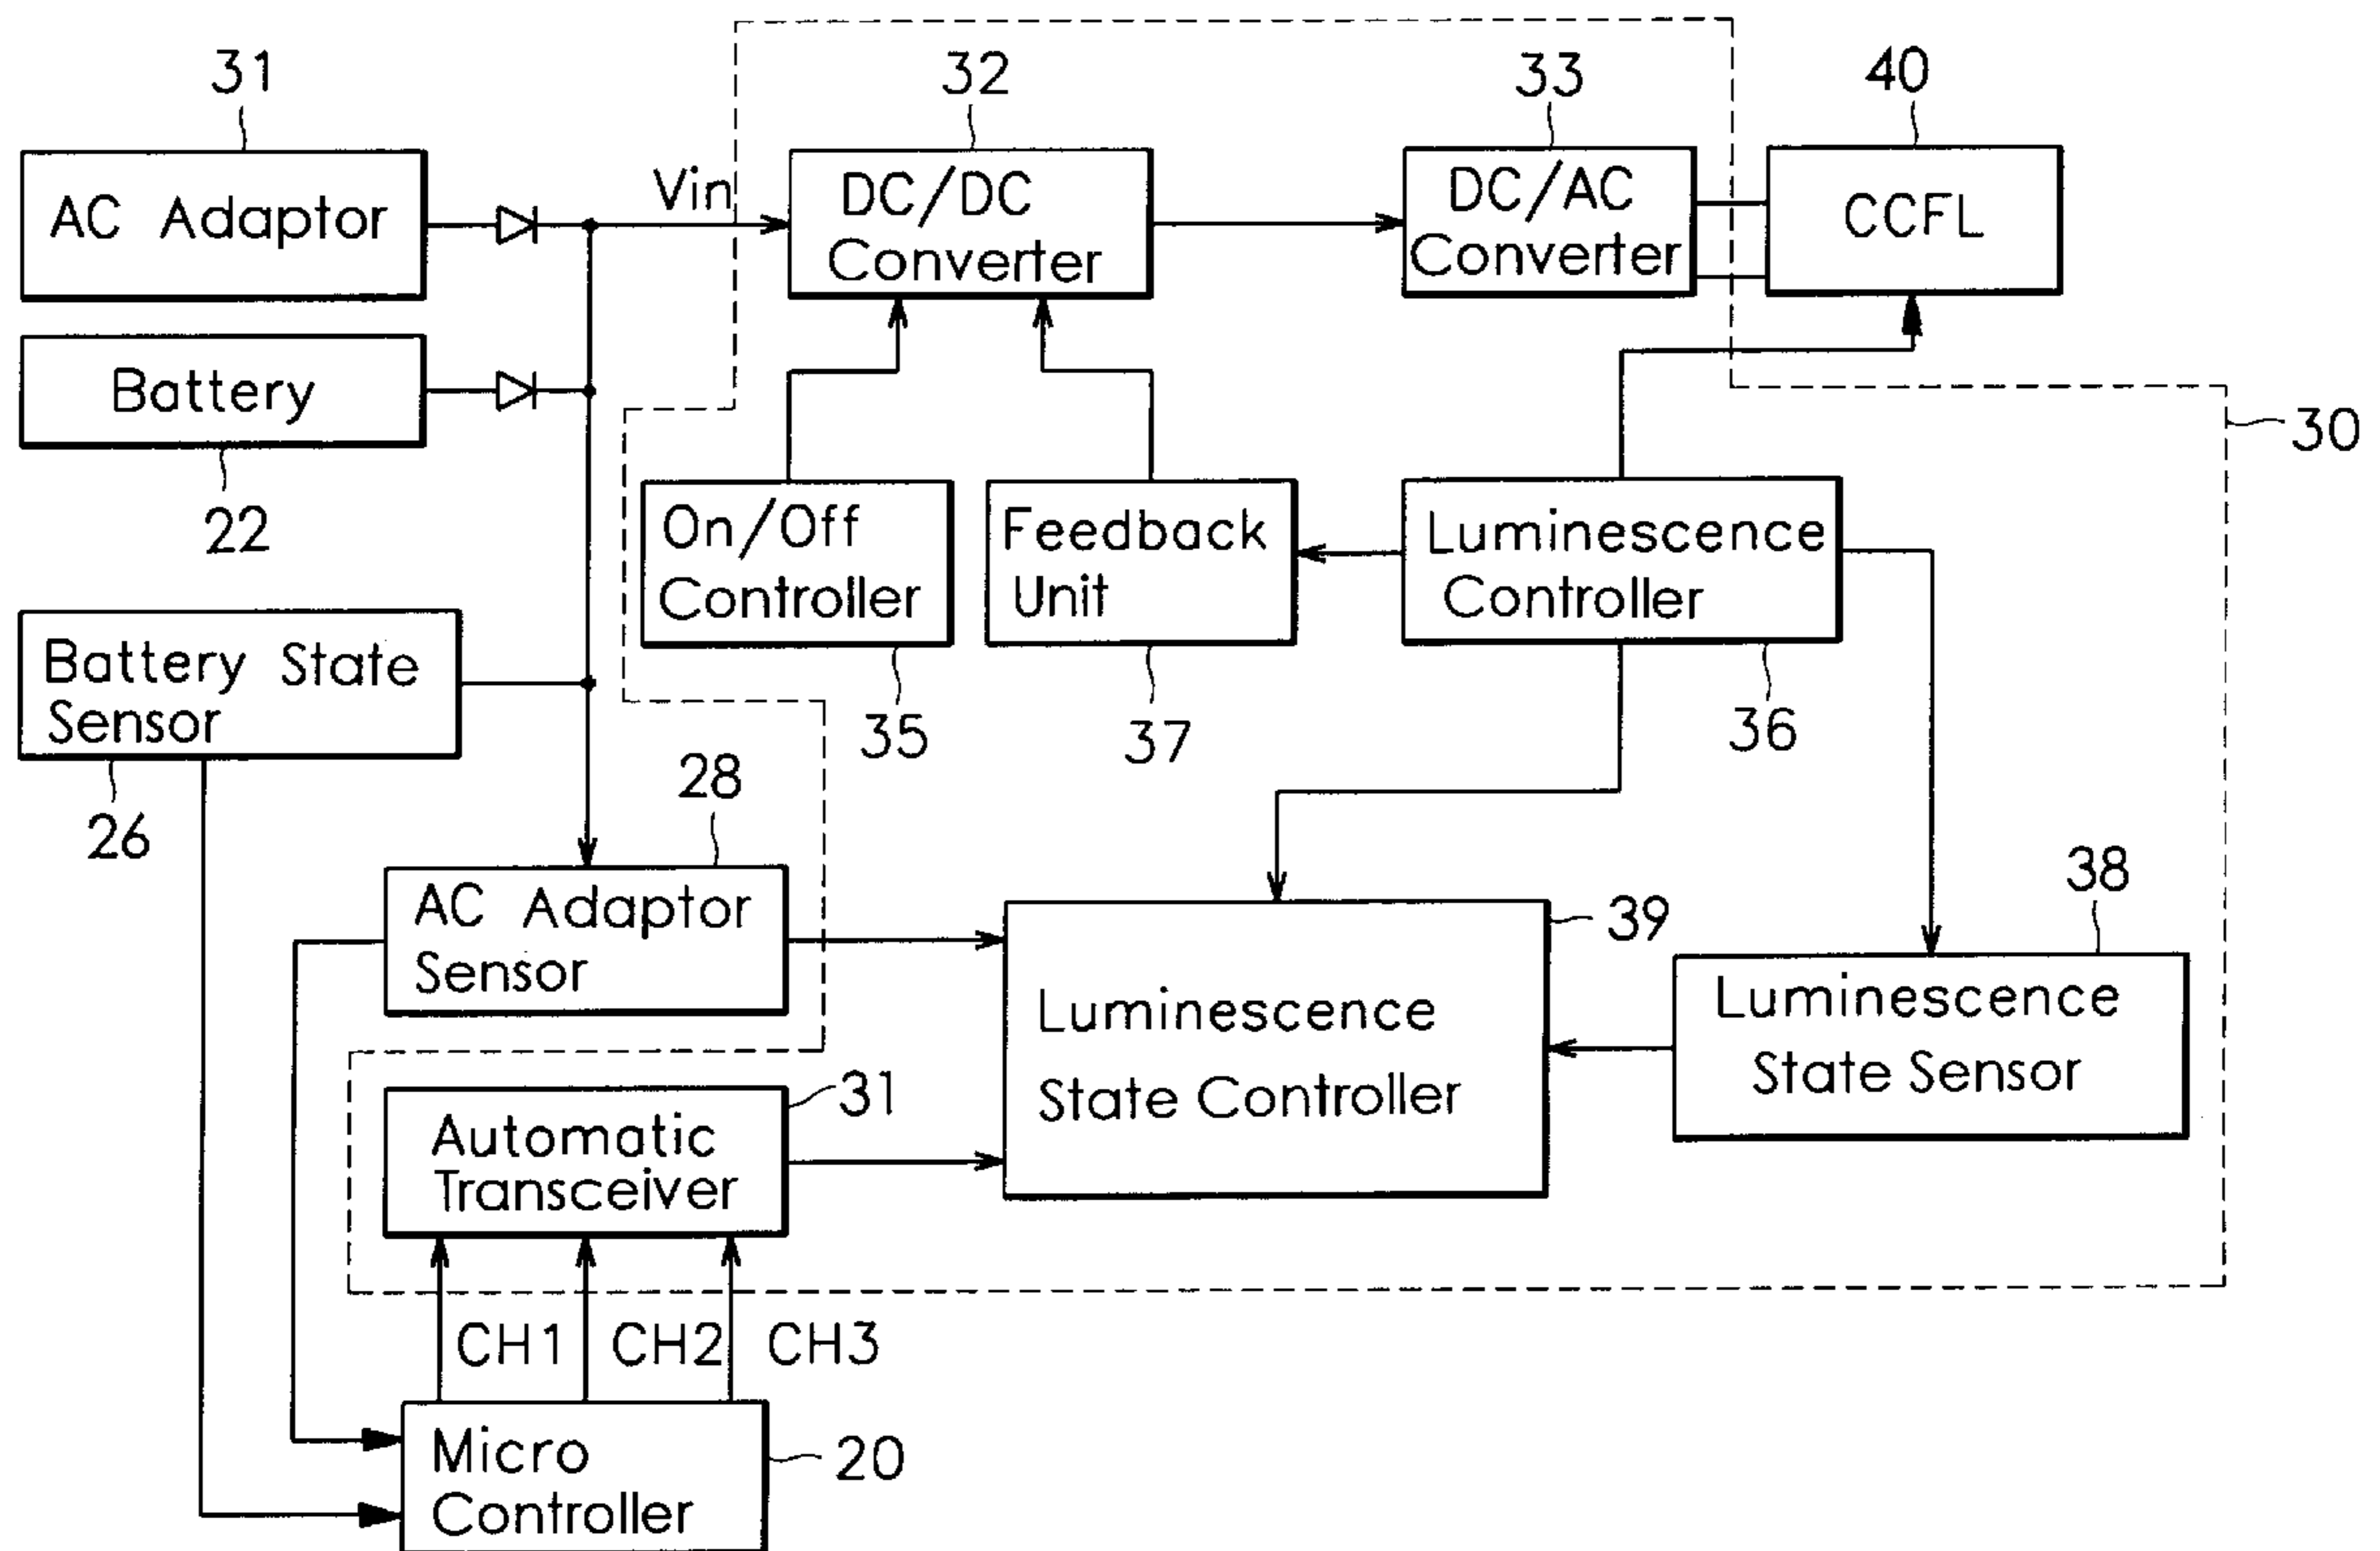 31
32
33
40
AC Adaptor
Vin
DC/DC
Converter
DC/AC
Converter
CCFL
Battery
22
30
On/Off
Controller
35
Feedback
Unit
37
Luminescence
Controller
36
Battery State
Sensor
26
28
AC Adaptor
Sensor
39
38
Luminescence
State Controller
Luminescence
State Sensor
31
Automatic
Transceiver
CH1
CH2
CH3
Micro
Controller
20